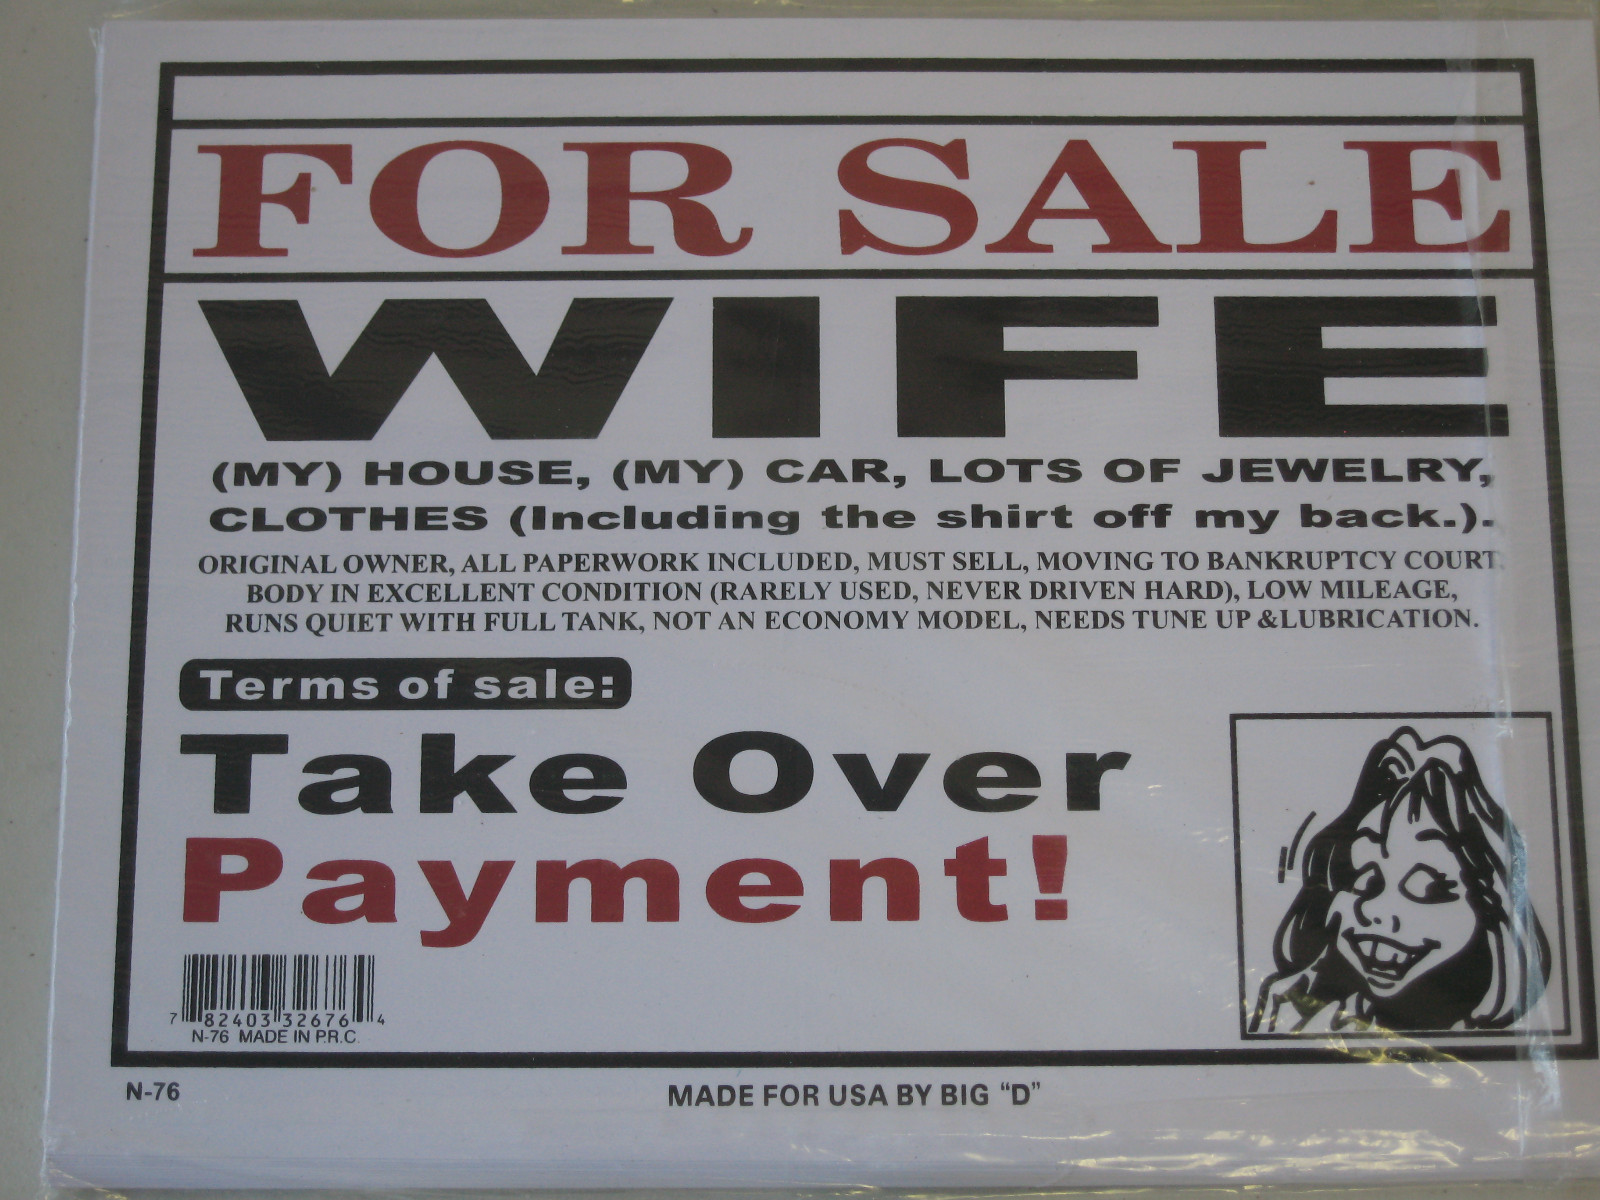 FOR SALE
WIFE
(MY) HOUSE, (MY) CAR, LOTS OF JEWELRY,
CLOTHES (Including the shirt off my back.).
ORIGINAL OWNER, ALL PAPERWORK INCLUDED, MUST SELL, MOVING TO BANKRUPTCY COURT,
BODY IN EXCELLENT CONDITION (RARELY USED, NEVER DRIVEN HARD), LOW MILEAGE,
RUNS QUIET WITH FULL TANK, NOT AN ECONOMY MODEL, NEEDS TUNE UP &LUBRICATION.
Terms of sale:
Take Over
Payment!
7 82403 32676 4
N-76 MADE IN P.R.C.
N-76 MADE FOR USA BY BIG "D"